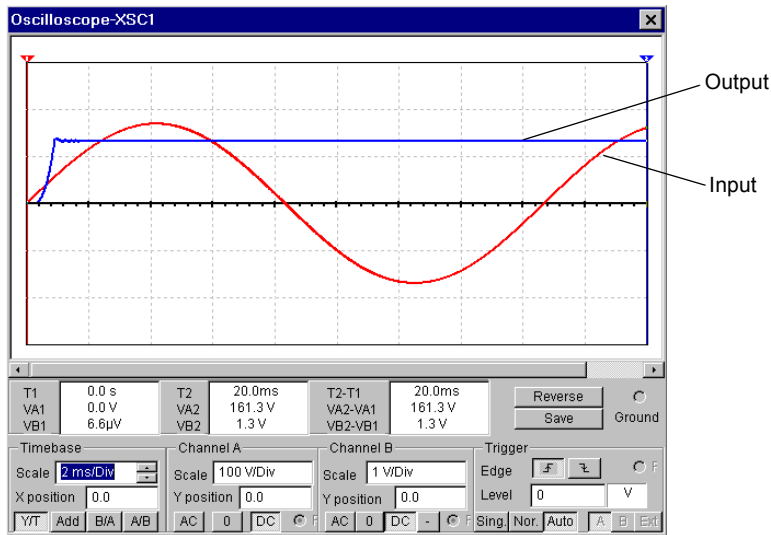 Oscilloscope-XSC1
Output
Input
T1 0.0 s T2 20.0ms T2-T1 20.0ms
VA1 0.0 V VA2 161.3 V VA2-VA1 161.3 V
VB1 6.6µV VB2 1.3 V VB2-VB1 1.3 V
Reverse
Save
Ground
Timebase
Scale 2 ms/Div
X position 0.0
Y/T Add B/A A/B
Channel A
Scale 100 V/Div
Y position 0.0
AC 0 DC
Channel B
Scale 1 V/Div
Y position 0.0
AC 0 DC -
Trigger
Edge
Level 0 V
Sing. Nor. Auto A B Ext